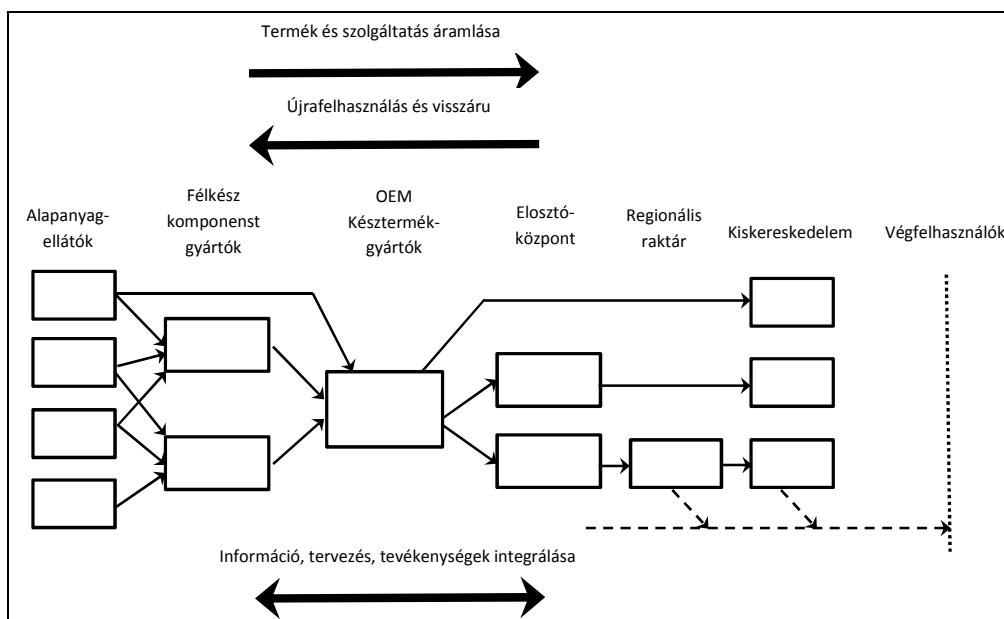 Termék és szolgáltatás áramlása
Újrafelhasználás és visszáru
Alapanyag-
ellátók
Félkész
komponenst
gyártók
OEM
Késztermék-
gyártók
Elosztó-
központ
Regionális
raktár
Kiskereskedelem
Végfelhasználók
Információ, tervezés, tevékenységek integrálása